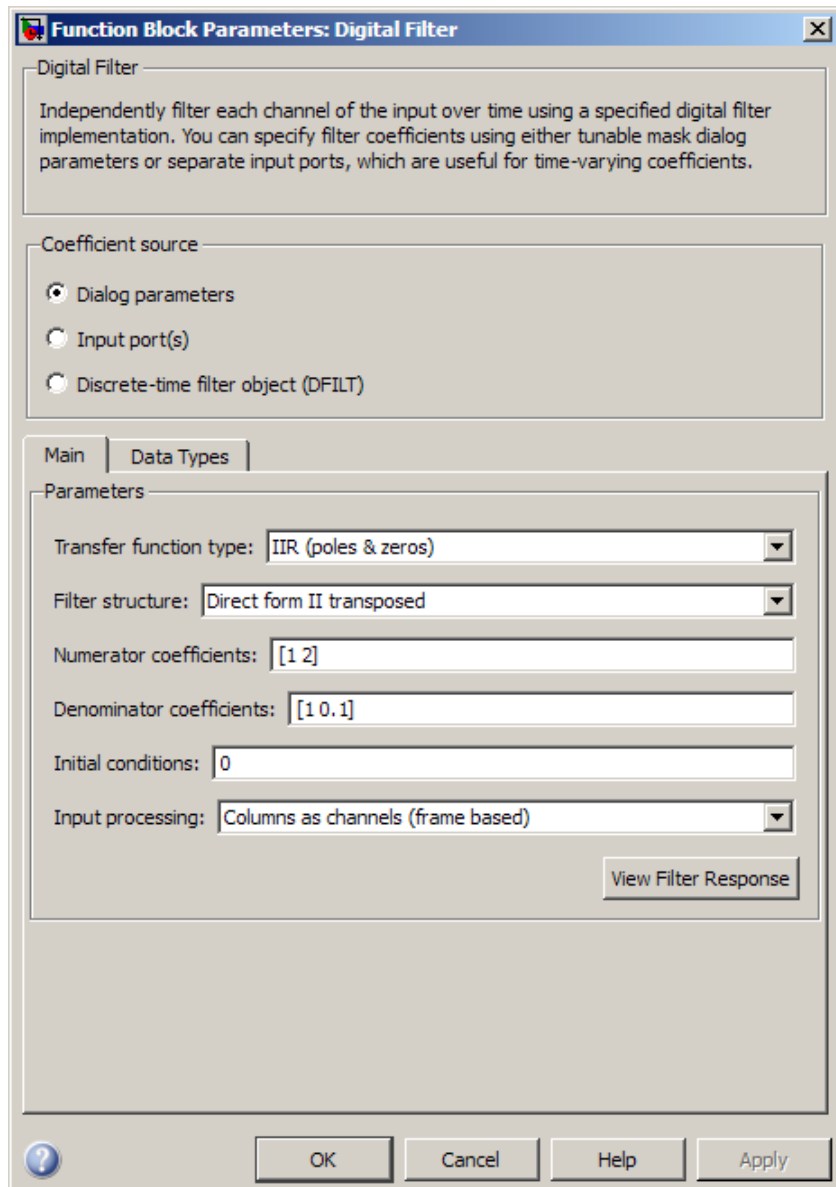 Function Block Parameters: Digital Filter
Digital Filter
Independently filter each channel of the input over time using a specified digital filter
implementation. You can specify filter coefficients using either tunable mask dialog
parameters or separate input ports, which are useful for time-varying coefficients.
Coefficient source
Dialog parameters
Input port(s)
Discrete-time filter object (DFILT)
Main Data Types
Parameters
Transfer function type: IIR (poles & zeros)
Filter structure: Direct form II transposed
Numerator coefficients: [1 2]
Denominator coefficients: [1 0.1]
Initial conditions: 0
Input processing: Columns as channels (frame based)
View Filter Response
? OK Cancel Help Apply